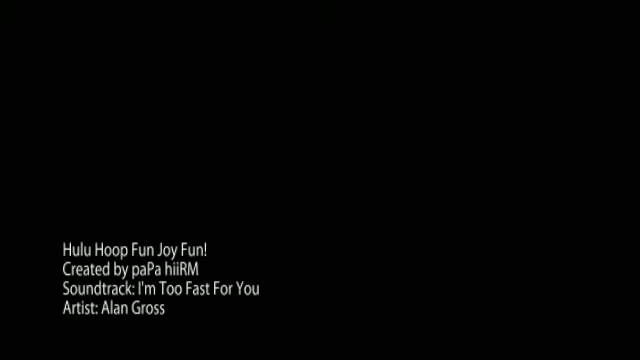 Hulu Hoop Fun Joy Fun!
Created by paPa hiiRM
Soundtrack: I'm Too Fast For You
Artist: Alan Gross